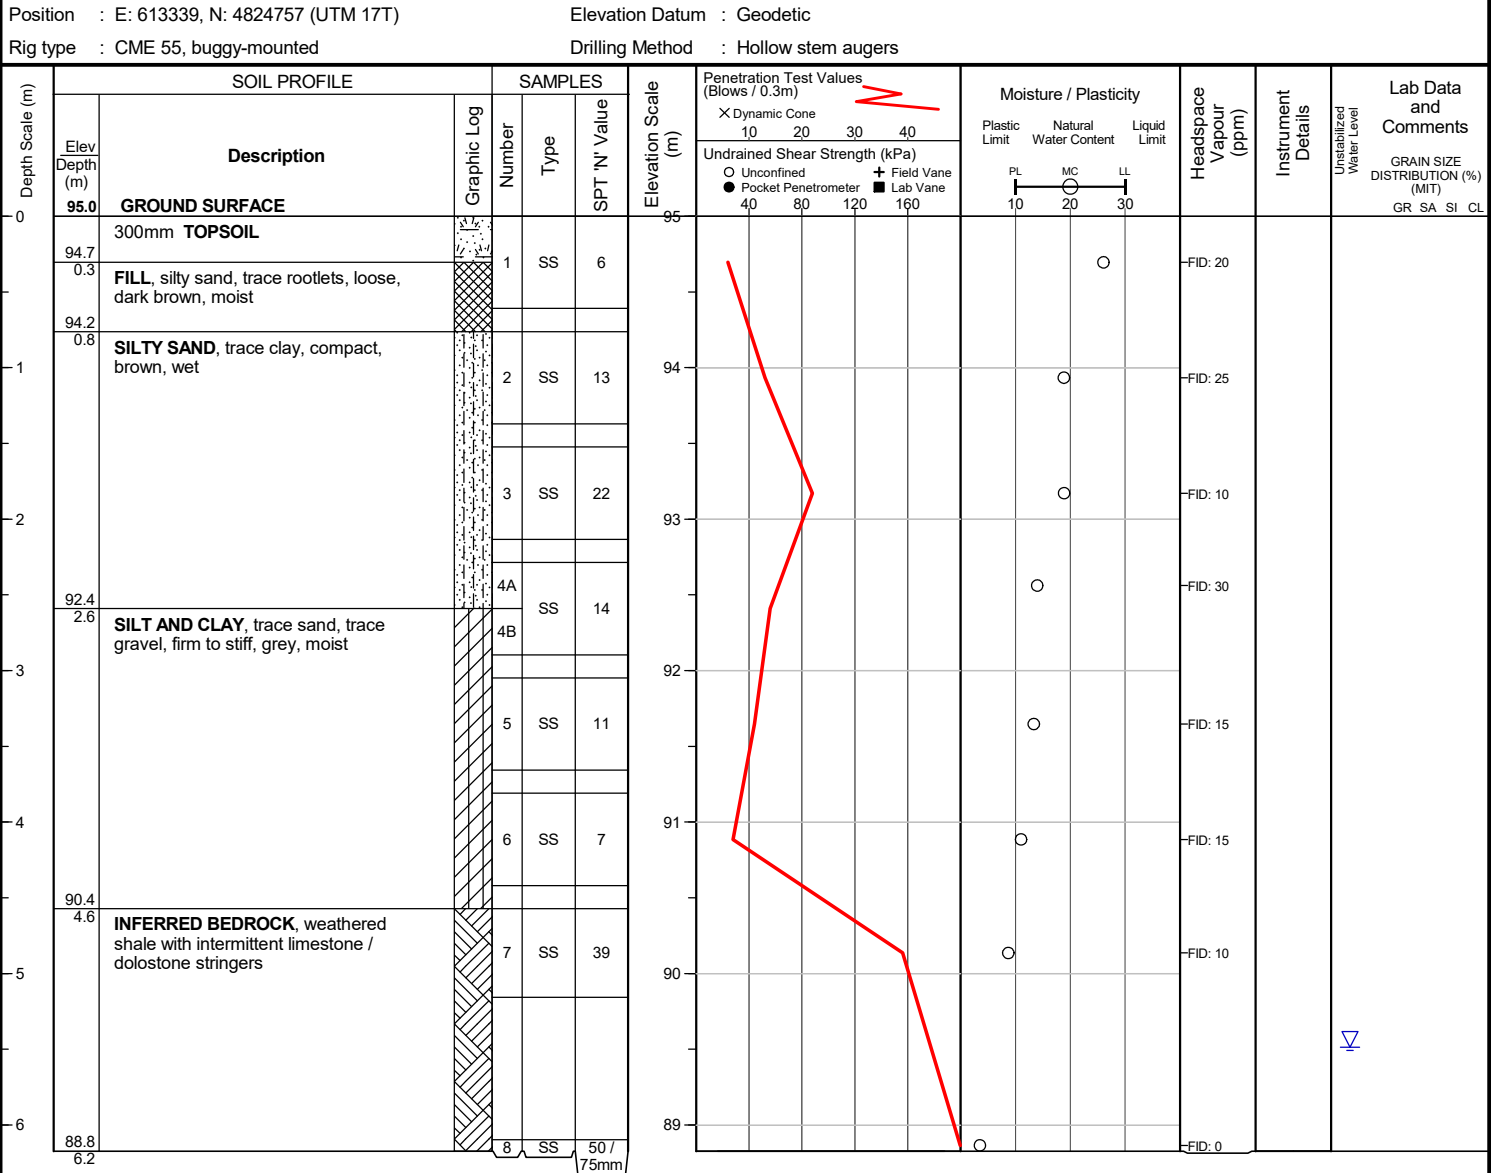 Position : E: 613339, N: 4824757 (UTM 17T) Elevation Datum : Geodetic
Rig type : CME 55, buggy-mounted Drilling Method : Hollow stem augers
Depth Scale (m)
SOIL PROFILE
Elev
Depth
(m)
Description
Graphic Log
SAMPLES
Number
Type
SPT 'N' Value
Elevation Scale
(m)
Penetration Test Values
(Blows / 0.3m)
Dynamic Cone
10 20 30 40
Undrained Shear Strength (kPa)
Unconfined Field Vane
Pocket Penetrometer Lab Vane
40 80 120 160
Moisture / Plasticity
Plastic
Limit
Natural
Water Content
Liquid
Limit
PL MC LL
10 20 30
Headspace
Vapour
(ppm)
Instrument
Details
Unstabilized
Water Level
Lab Data
and
Comments
GRAIN SIZE
DISTRIBUTION (%)
(MIT)
GR SA SI CL
0 95.0 GROUND SURFACE 95
300mm TOPSOIL
94.7
0.3
FILL, silty sand, trace rootlets, loose,
dark brown, moist
1 SS 6 FID: 20
94.2
0.8
SILTY SAND, trace clay, compact,
brown, wet
1 94
2 SS 13 FID: 25
3 SS 22 FID: 10
2 93
4A
SS 14 FID: 30
92.4
2.6
SILT AND CLAY, trace sand, trace
gravel, firm to stiff, grey, moist
4B
3 92
5 SS 11 FID: 15
4 91
6 SS 7 FID: 15
90.4
4.6
INFERRED BEDROCK, weathered
shale with intermittent limestone /
dolostone stringers
7 SS 39 FID: 10
5 90
6 89
88.8
6.2
8 SS 50 /
75mm
FID: 0